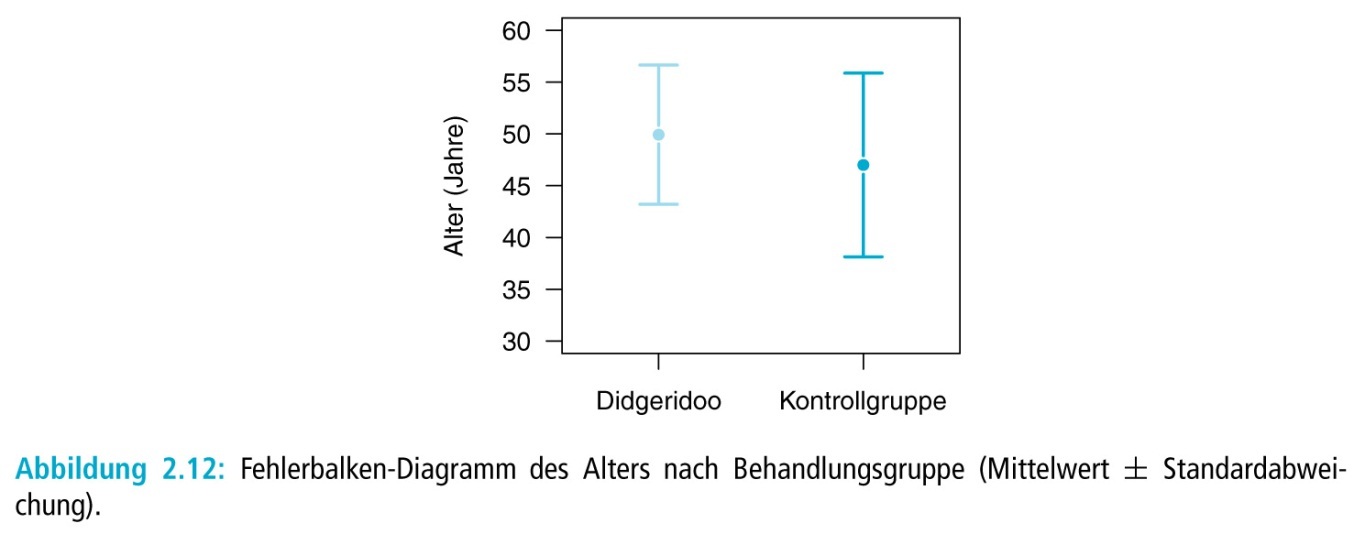 60
55
50
45
40
35
30
Alter (Jahre)
Didgeridoo Kontrollgruppe
Abbildung 2.12: Fehlerbalken-Diagramm des Alters nach Behandlungsgruppe (Mittelwert ± Standardabwei-
chung).